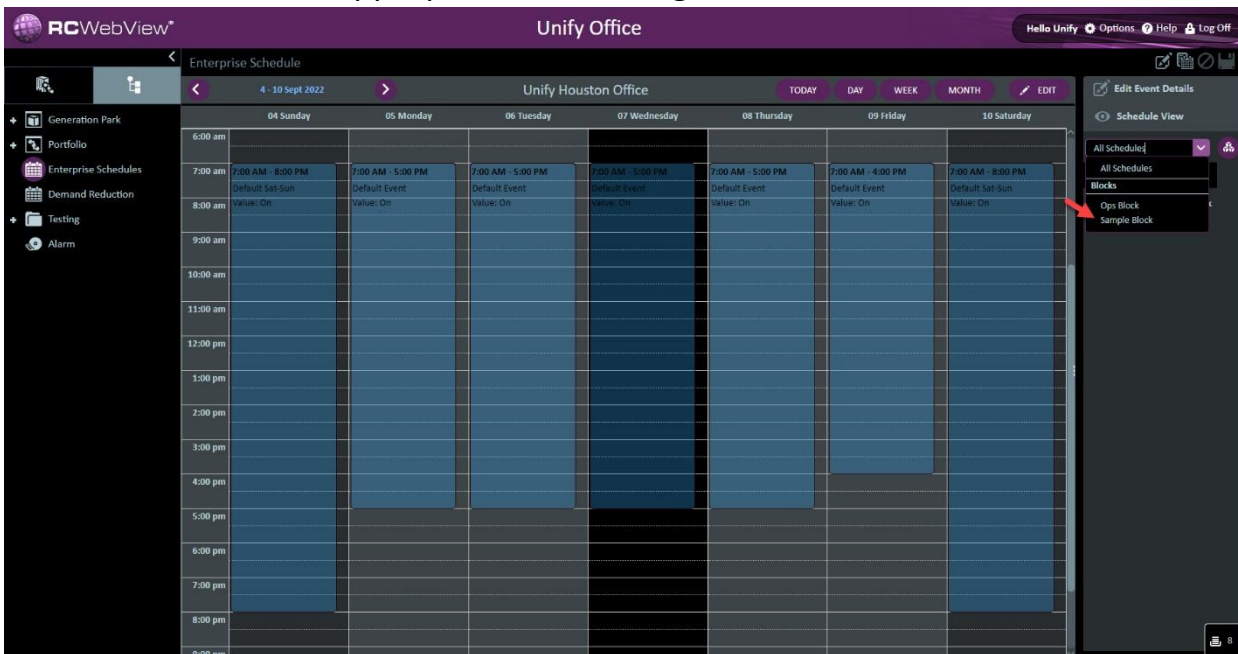 RCWebView®
Unify Office
Hello Unify Options Help Log Off
Enterprise Schedule
4 - 10 Sept 2022
Unify Houston Office
TODAY DAY WEEK MONTH EDIT
Edit Event Details
Generation Park
Portfolio
Enterprise Schedules
Demand Reduction
Testing
Alarm
04 Sunday 05 Monday 06 Tuesday 07 Wednesday 08 Thursday 09 Friday 10 Saturday
Schedule View
All Schedules
All Schedules
Blocks
Ops Block
Sample Block
6:00 am
7:00 am 7:00 AM - 8:00 PM 7:00 AM - 5:00 PM 7:00 AM - 5:00 PM 7:00 AM - 5:00 PM 7:00 AM - 5:00 PM 7:00 AM - 4:00 PM 7:00 AM - 8:00 PM
Default Sat-Sun Default Event Default Event Default Event Default Event Default Event Default Sat-Sun
8:00 am Value: On Value: On Value: On Value: On Value: On Value: On Value: On
9:00 am
10:00 am
11:00 am
12:00 pm
1:00 pm
2:00 pm
3:00 pm
4:00 pm
5:00 pm
6:00 pm
7:00 pm
8:00 pm
8